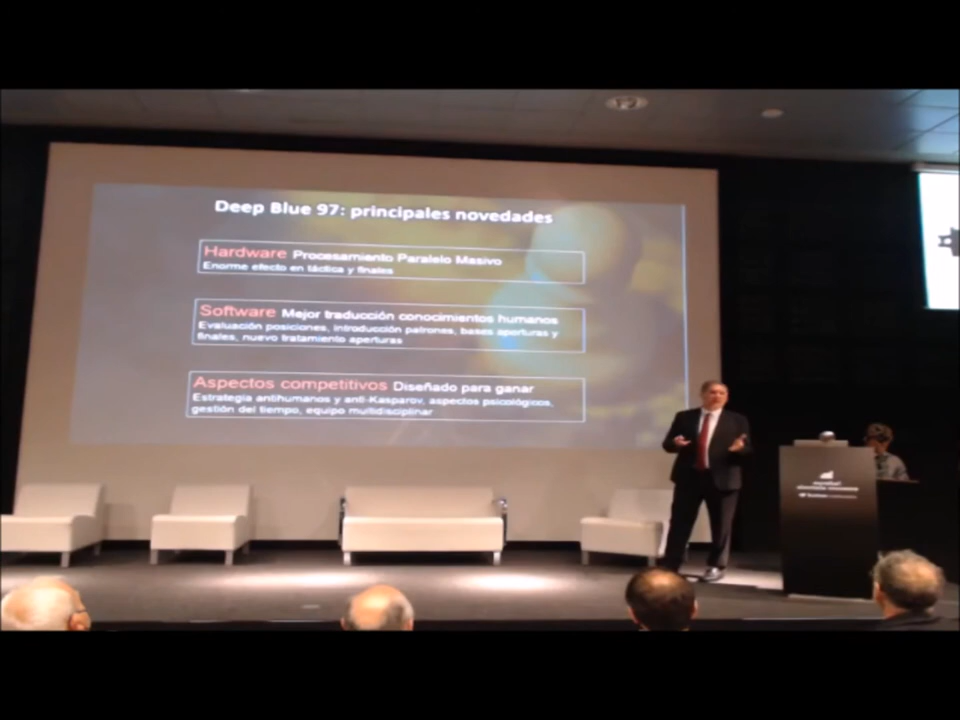 Deep Blue 97: principales novedades
Hardware Procesamiento Paralelo Masivo
Enorme efecto en táctica y finales
Software Mejor traducción conocimientos humanos
Evaluación posiciones, introducción patrones, bases aperturas y
finales, nuevo tratamiento aperturas
Aspectos competitivos Diseñado para ganar
Estrategia antihumanos y anti-Kasparov, aspectos psicológicos,
gestión del tiempo, equipo multidisciplinar